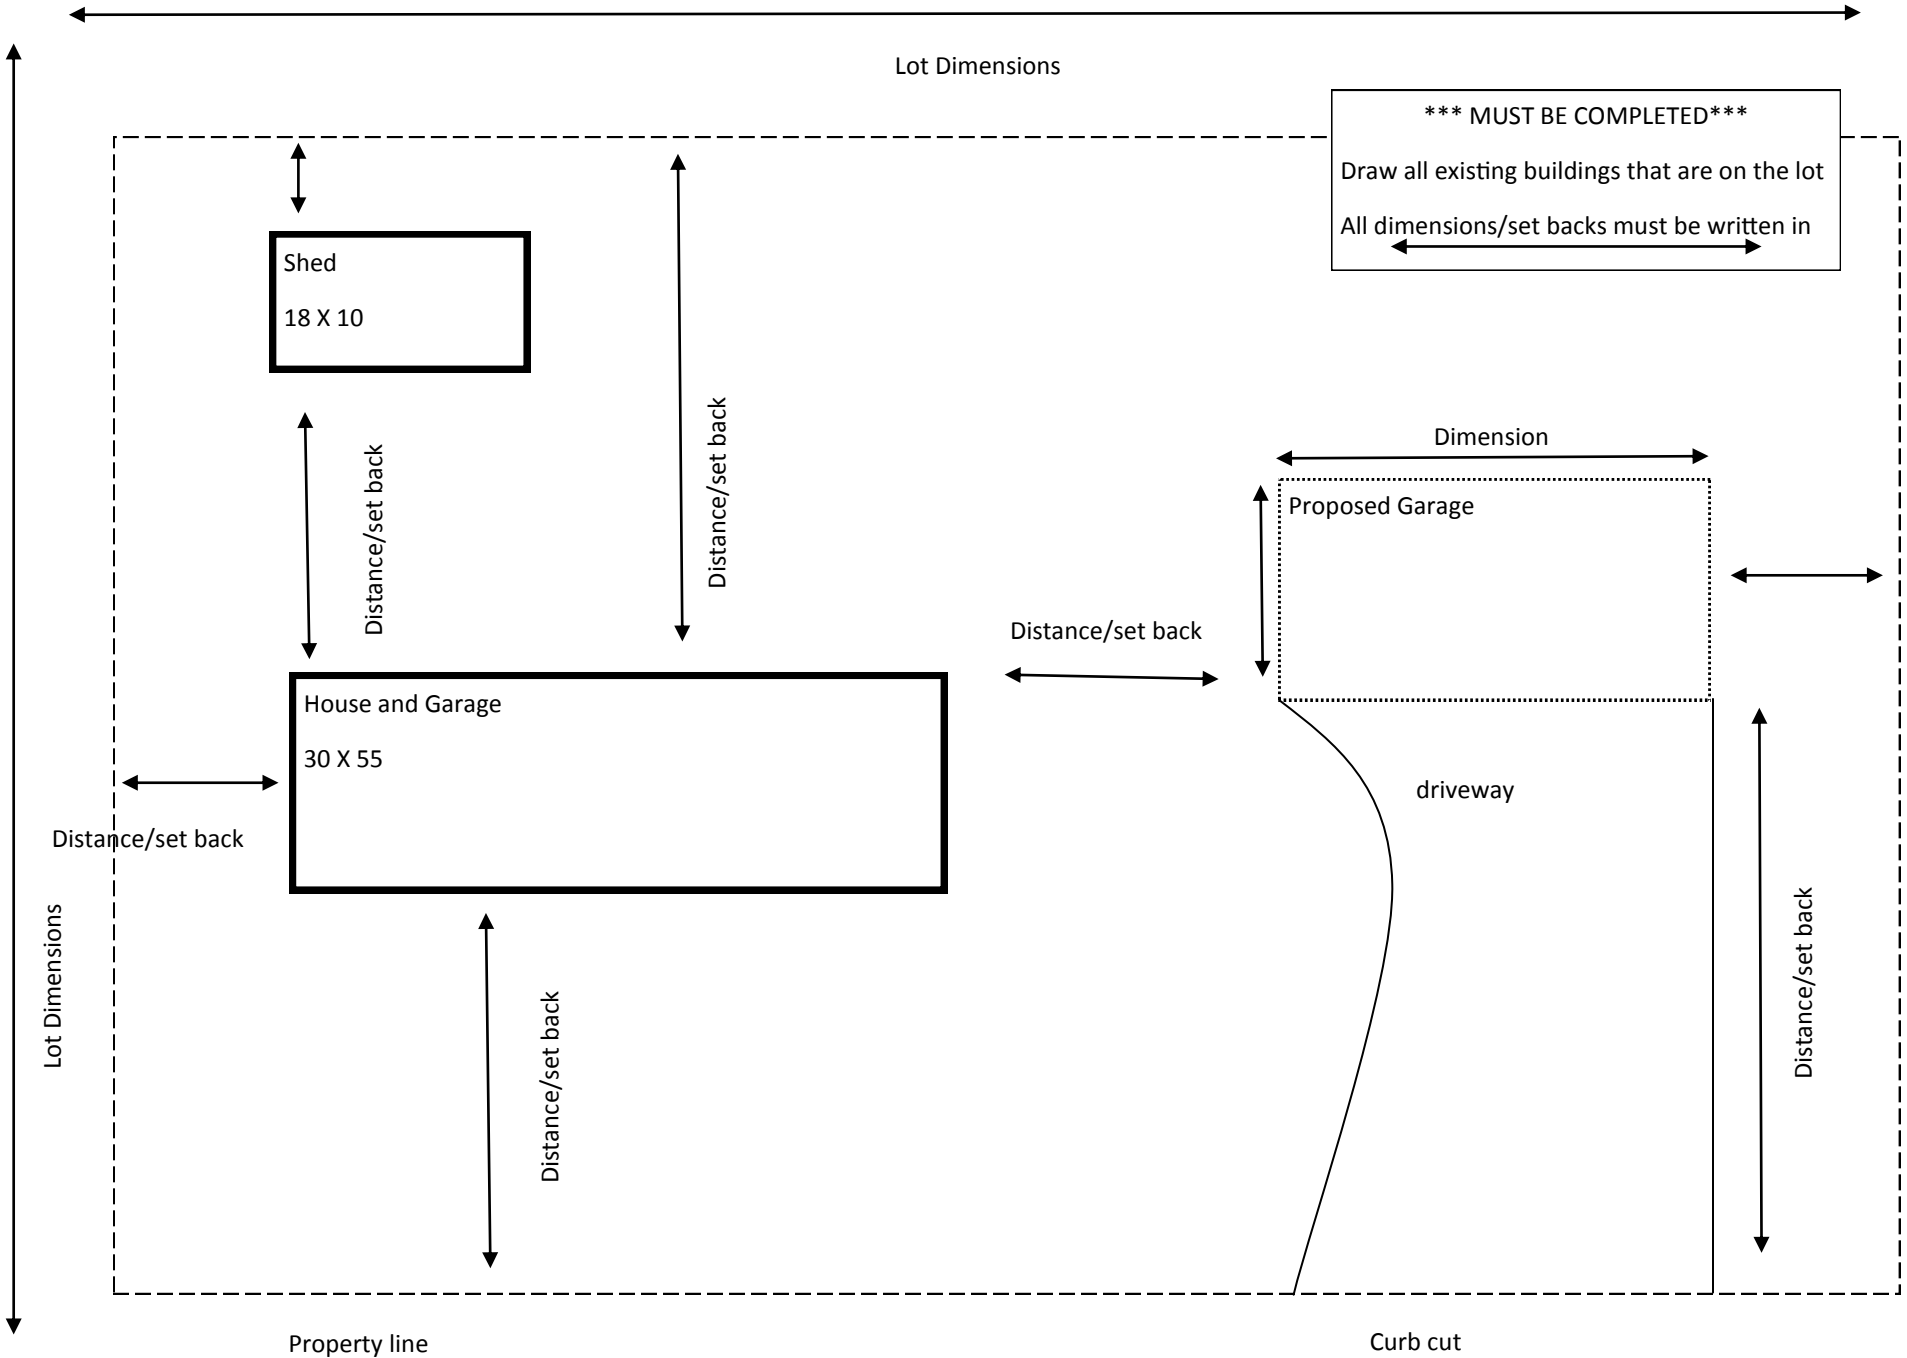 Lot Dimensions
*** MUST BE COMPLETED***
Draw all existing buildings that are on the lot
All dimensions/set backs must be written in
Shed
18 X 10
Distance/set back
Distance/set back
Dimension
Proposed Garage
Distance/set back
House and Garage
30 X 55
driveway
Distance/set back
Lot Dimensions
Distance/set back
Distance/set back
Property line
Curb cut